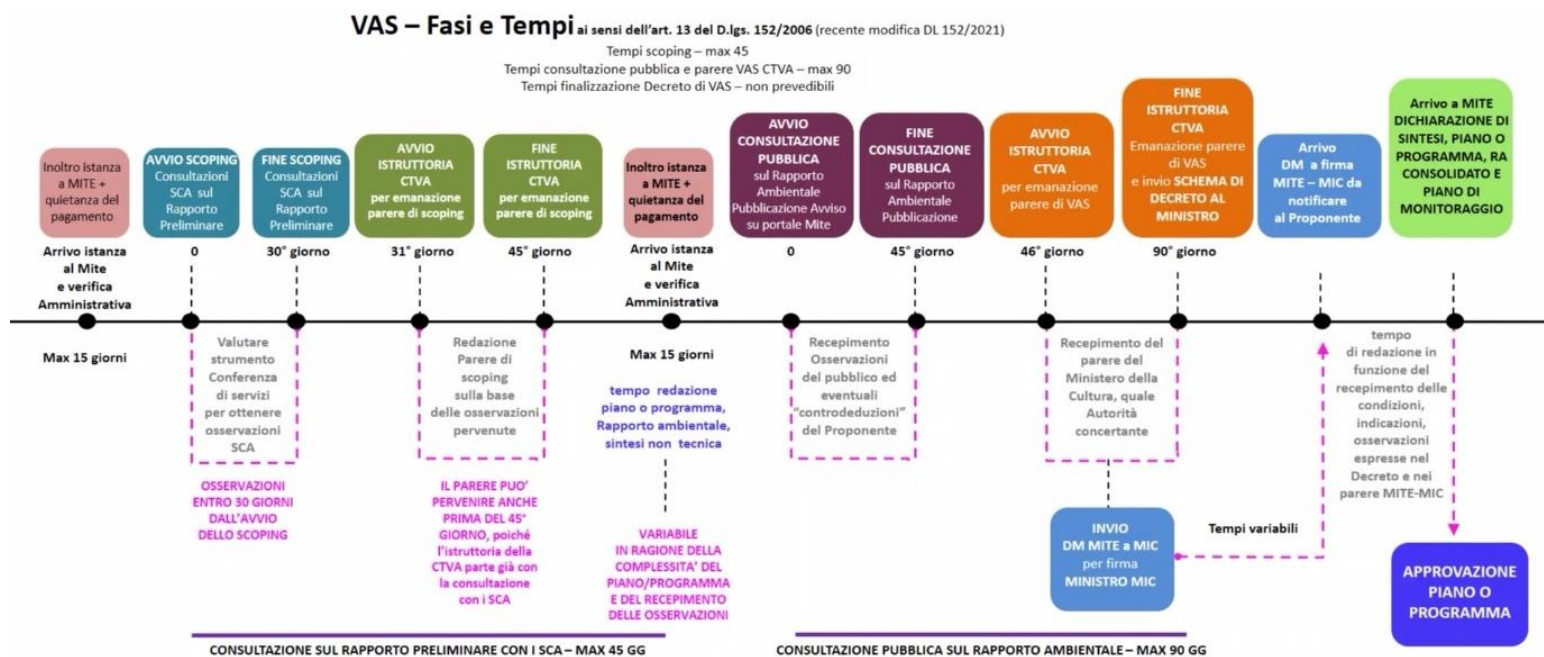 VAS – Fasi e Tempi ai sensi dell'art. 13 del D.lgs. 152/2006 (recente modifica DL 152/2021)
Tempi scoping – max 45
Tempi consultazione pubblica e parere VAS CTVA – max 90
Tempi finalizzazione Decreto di VAS – non prevedibili
Inoltro istanza
a MITE +
quietanza del
pagamento
AVVIO SCOPING
Consultazioni
SCA sul
Rapporto
Preliminare
FINE SCOPING
Consultazioni
SCA sul
Rapporto
Preliminare
AVVIO
ISTRUTTORIA
CTVA
per emanazione
parere di scoping
FINE
ISTRUTTORIA
CTVA
per emanazione
parere di scoping
Inoltro istanza
a MITE +
quietanza del
pagamento
AVVIO
CONSULTAZIONE
PUBBLICA
sul Rapporto
Ambientale
Pubblicazione Avviso
su portale Mite
FINE
CONSULTAZIONE
PUBBLICA
sul Rapporto
Ambientale
Pubblicazione
AVVIO
ISTRUTTORIA
CTVA
per emanazione
parere di VAS
FINE
ISTRUTTORIA
CTVA
Emanazione parere
di VAS
e invio SCHEMA DI
DECRETO AL
MINISTRO
Arrivo
DM a firma
MITE – MIC da
notificare
al Proponente
Arrivo a MITE
DICHIARAZIONE DI
SINTESI, PIANO O
PROGRAMMA, RA
CONSOLIDATO E
PIANO DI
MONITORAGGIO
Arrivo istanza
al Mite
e verifica
Amministrativa
0
30° giorno
31° giorno
45° giorno
Arrivo istanza
al Mite
e verifica
Amministrativa
0
45° giorno
46° giorno
90° giorno
Max 15 giorni
Valutare
strumento
Conferenza
di servizi
per ottenere
osservazioni
SCA
Redazione
Parere di
scoping
sulla base
delle osservazioni
pervenute
Max 15 giorni
tempo redazione
piano o programma,
Rapporto ambientale,
sintesi non tecnica
Recepimento
Osservazioni
del pubblico ed
eventuali
"controdeduzioni"
del Proponente
Recepimento del
parere del
Ministero della
Cultura, quale
Autorità
concertante
tempo
di redazione in
funzione del
recepimento delle
condizioni,
indicazioni,
osservazioni
espresse nel
Decreto e nei
parere MITE-MIC
OSSERVAZIONI
ENTRO 30 GIORNI
DALL'AVVIO
DELLO SCOPING
IL PARERE PUO'
PERVENIRE ANCHE
PRIMA DEL 45°
GIORNO, poiché
l'istruttoria della
CTVA parte già con
la consultazione
con i SCA
VARIABILE
IN RAGIONE DELLA
COMPLESSITA' DEL
PIANO/PROGRAMMA
E DEL RECEPIMENTO
DELLE OSSERVAZIONI
INVIO
DM MITE a MIC
per firma
MINISTRO MIC
Tempi variabili
APPROVAZIONE
PIANO O
PROGRAMMA
CONSULTAZIONE SUL RAPPORTO PRELIMINARE CON I SCA – MAX 45 GG
CONSULTAZIONE PUBBLICA SUL RAPPORTO AMBIENTALE – MAX 90 GG